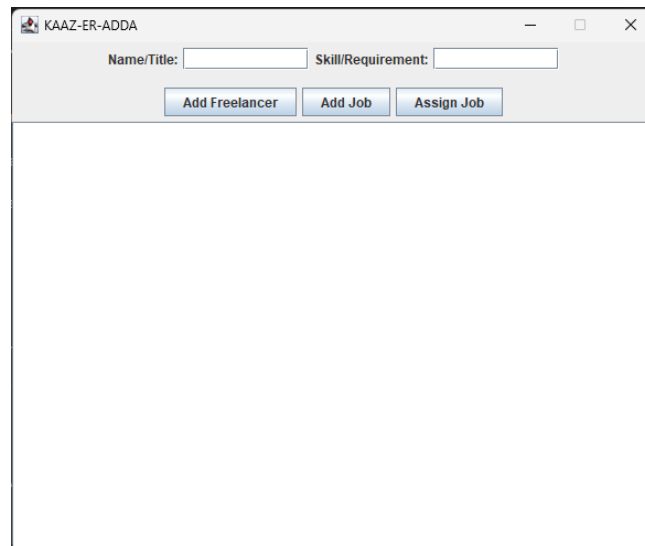 KAAZ-ER-ADDA
Name/Title: Skill/Requirement:
Add Freelancer Add Job Assign Job